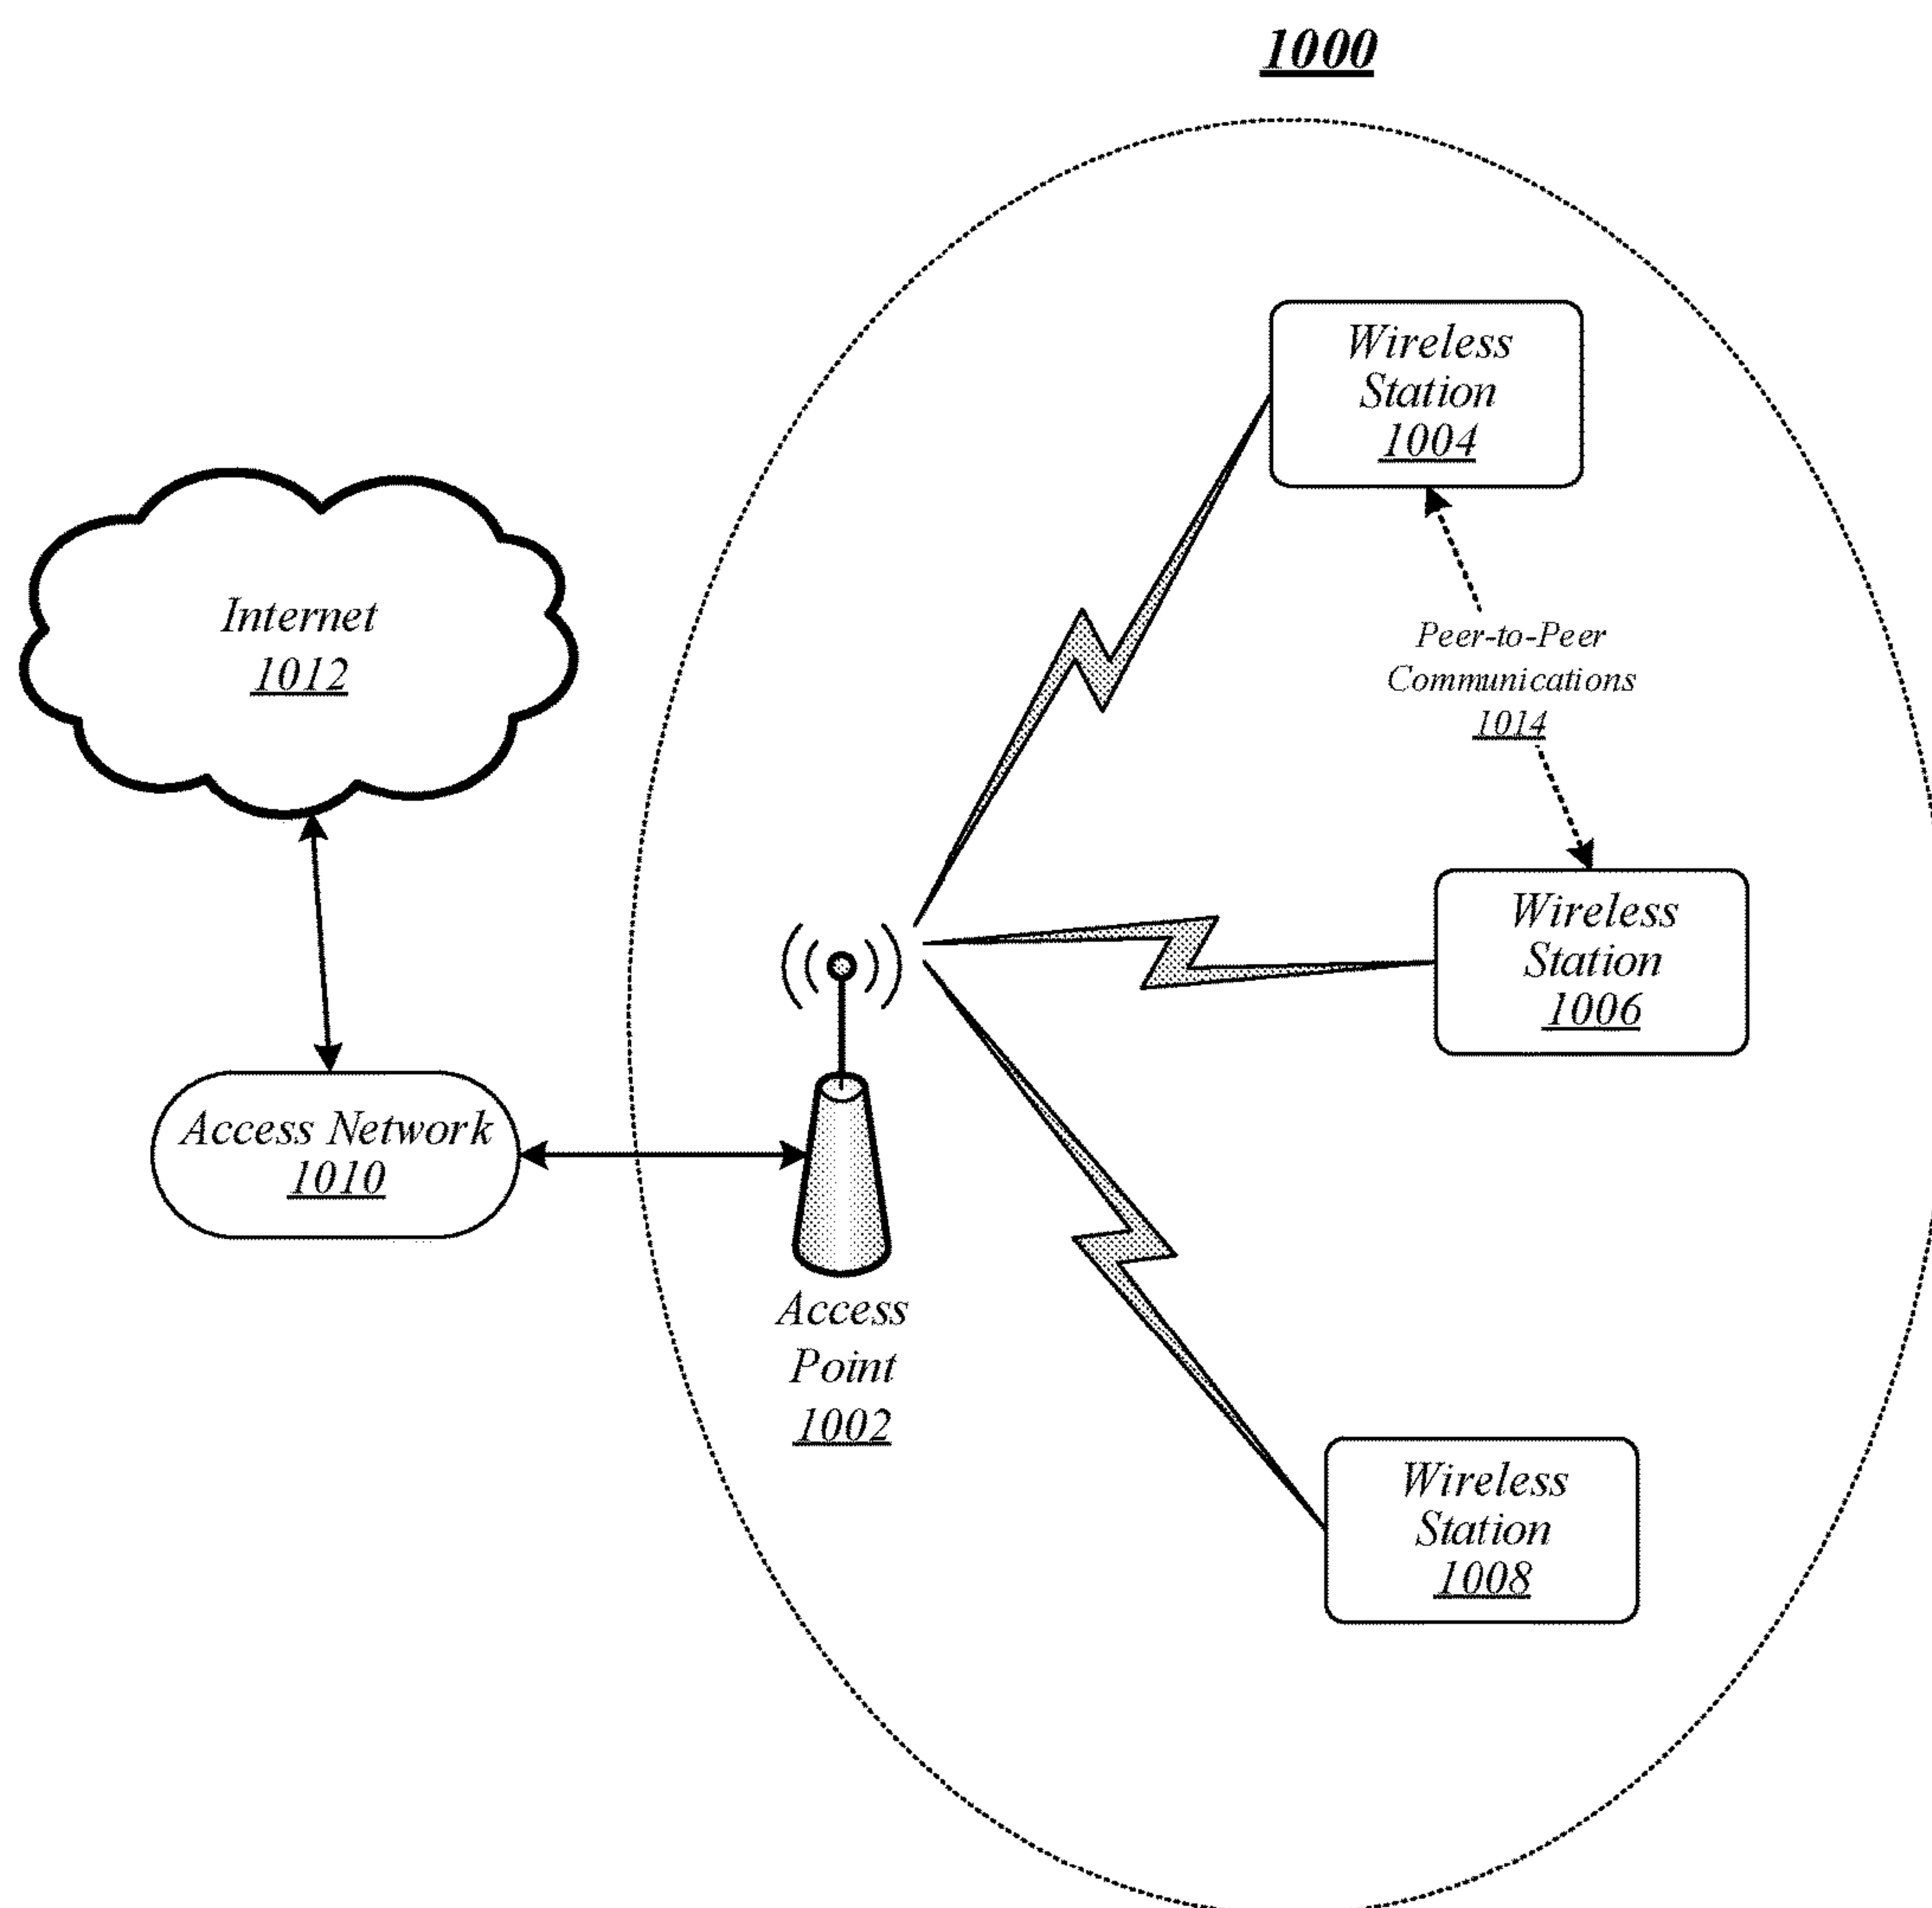 1000
Wireless
Station
1004
Internet
1012
Peer-to-Peer
Communications
1014
Wireless
Station
1006
Access Network
1010
Access
Point
1002
Wireless
Station
1008